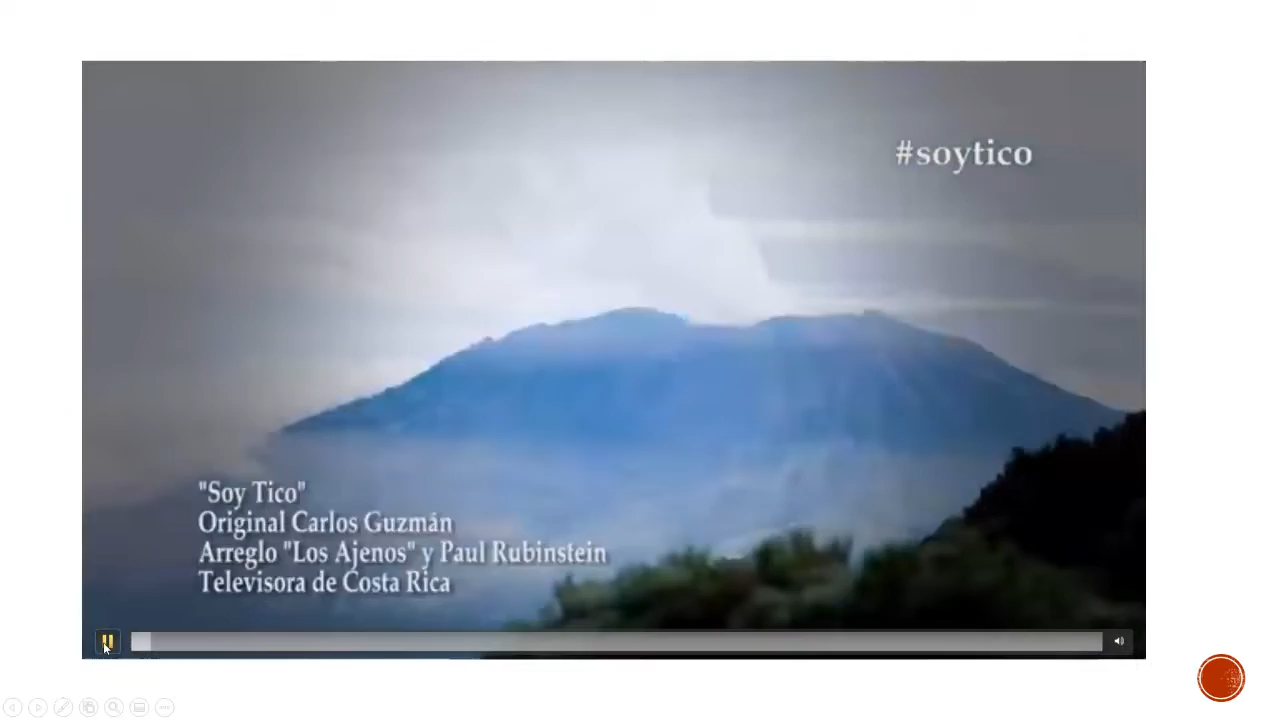 #soytico
"Soy Tico"
Original Carlos Guzmán
Arreglo "Los Ajenos" y Paul Rubinstein
Televisora de Costa Rica